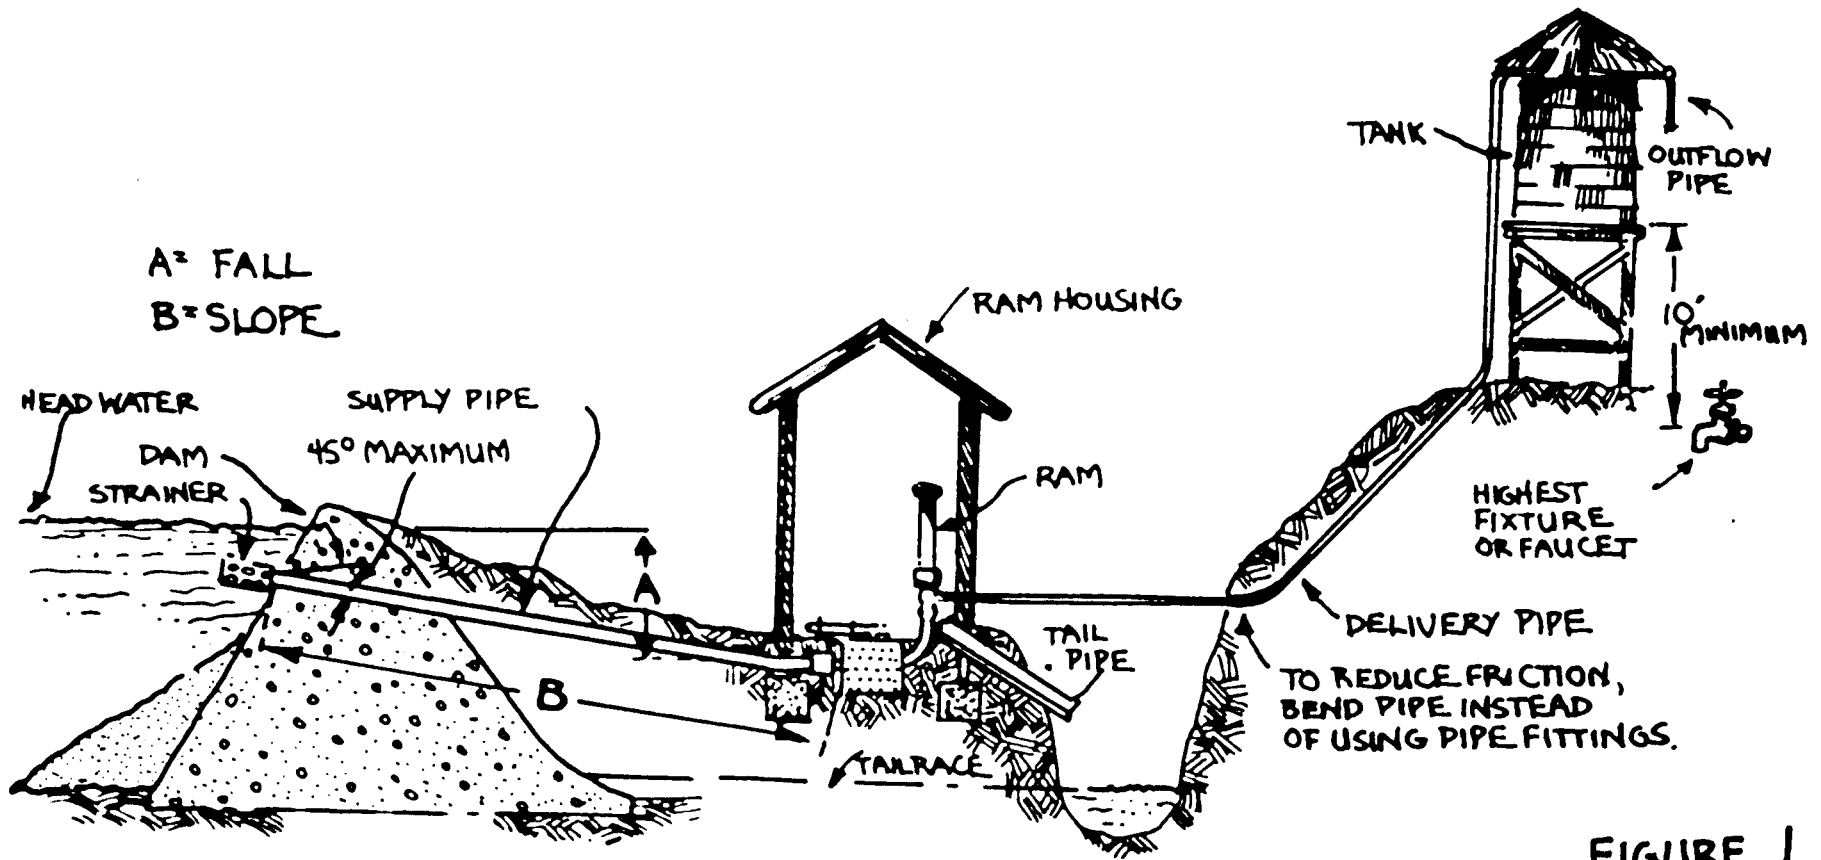 TANK
OUTFLOW
PIPE
A= FALL
B=SLOPE
RAM HOUSING
10' MINIMUM
HEAD WATER
SUPPLY PIPE
DAM
45° MAXIMUM
STRAINER
RAM
HIGHEST
FIXTURE
OR FAUCET
A
TAIL
PIPE
DELIVERY PIPE
TO REDUCE FRICTION,
BEND PIPE INSTEAD
OF USING PIPE FITTINGS.
B
TAILRACE
FIGURE 1